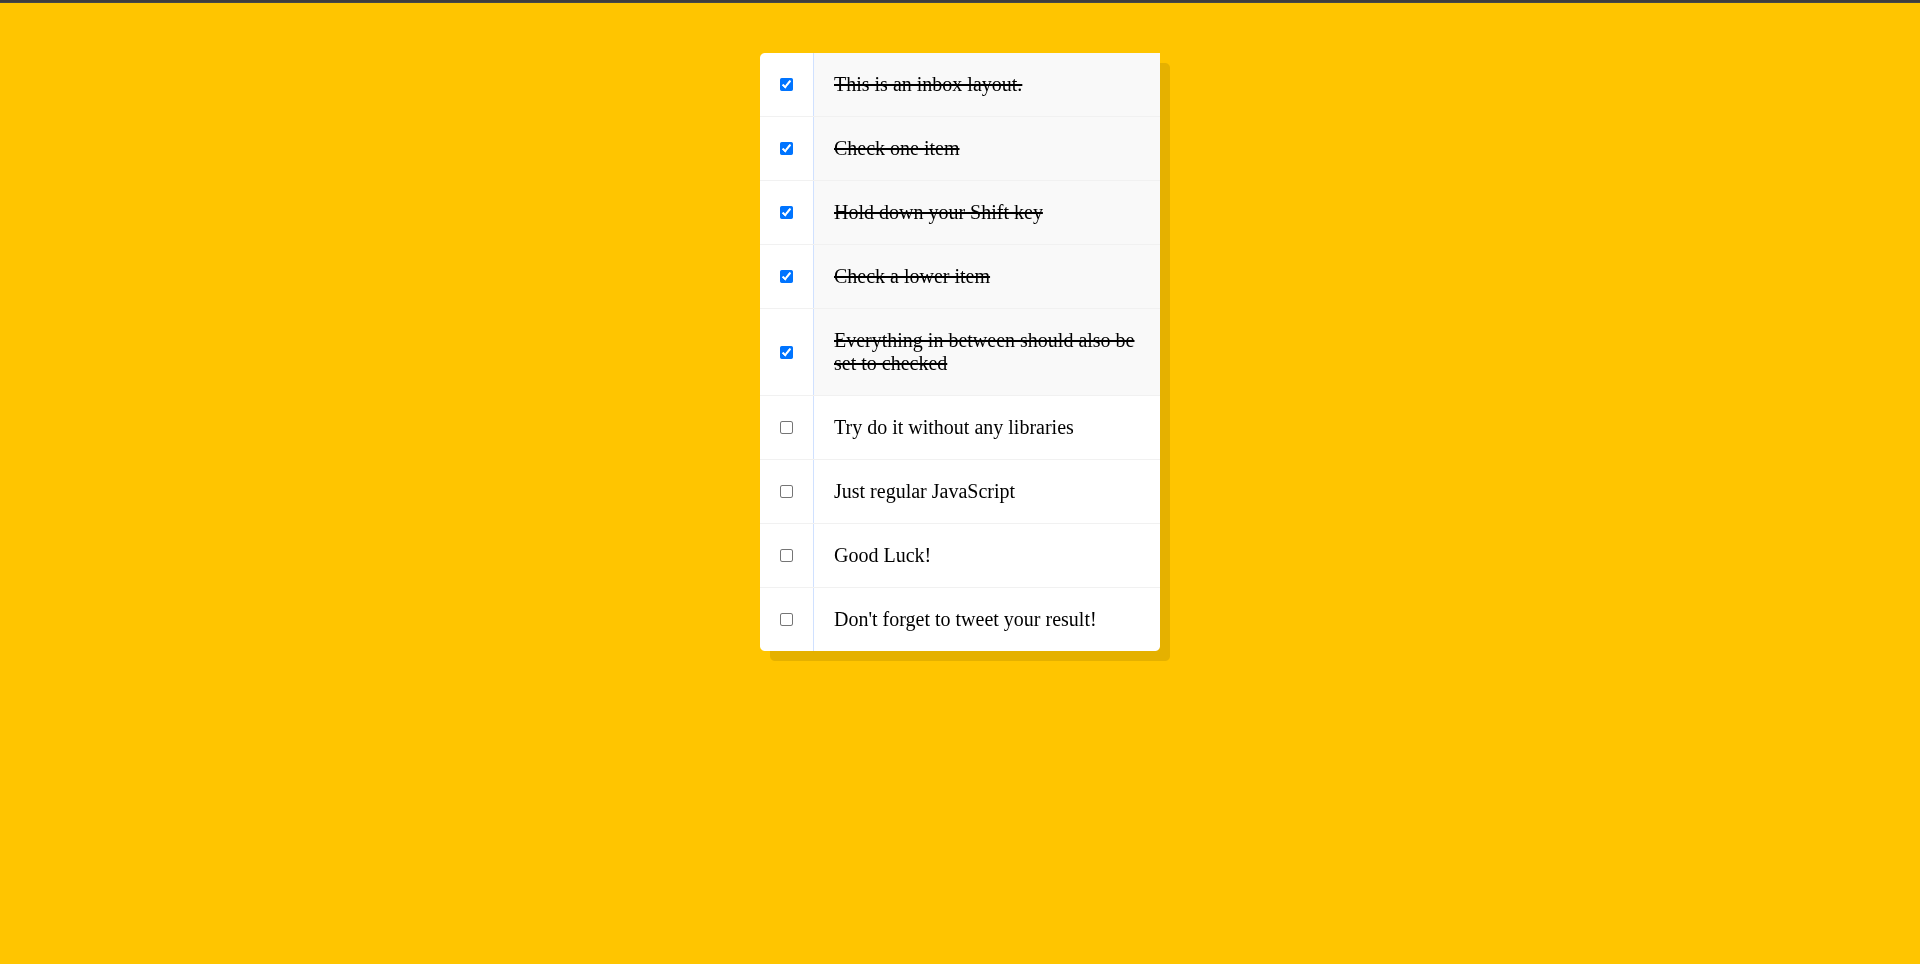 This is an inbox layout.
Check one item
Hold down your Shift key
Check a lower item
Everything in between should also be
set to checked
Try do it without any libraries
Just regular JavaScript
Good Luck!
Don't forget to tweet your result!